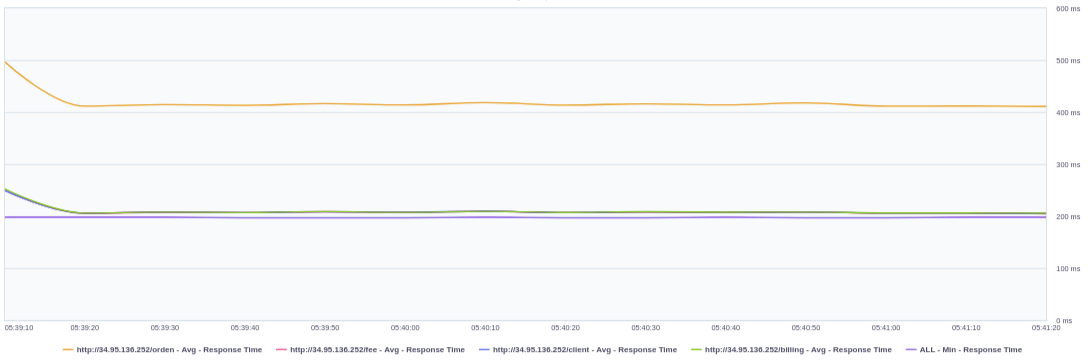 600 ms
500 ms
400 ms
300 ms
200 ms
100 ms
0 ms
05:39:10 05:39:20 05:39:30 05:39:40 05:39:50 05:40:00 05:40:10 05:40:20 05:40:30 05:40:40 05:40:50 05:41:00 05:41:10 05:41:20
http://34.95.136.252/orden - Avg - Response Time http://34.95.136.252/fee - Avg - Response Time http://34.95.136.252/client - Avg - Response Time http://34.95.136.252/billing - Avg - Response Time ALL - Min - Response Time